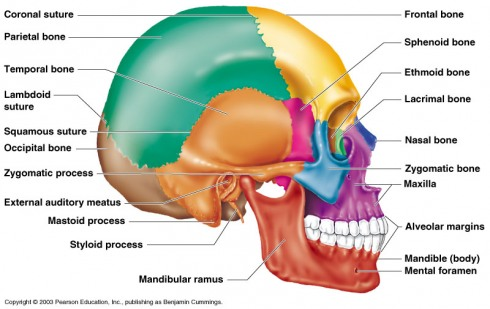 Coronal suture
Parietal bone
Temporal bone
Lambdoid
suture
Squamous suture
Occipital bone
Zygomatic process
External auditory meatus
Mastoid process
Styloid process
Mandibular ramus
Frontal bone
Sphenoid bone
Ethmoid bone
Lacrimal bone
Nasal bone
Zygomatic bone
Maxilla
Alveolar margins
Mandible (body)
Mental foramen
Copyright © 2003 Pearson Education, Inc., publishing as Benjamin Cummings.